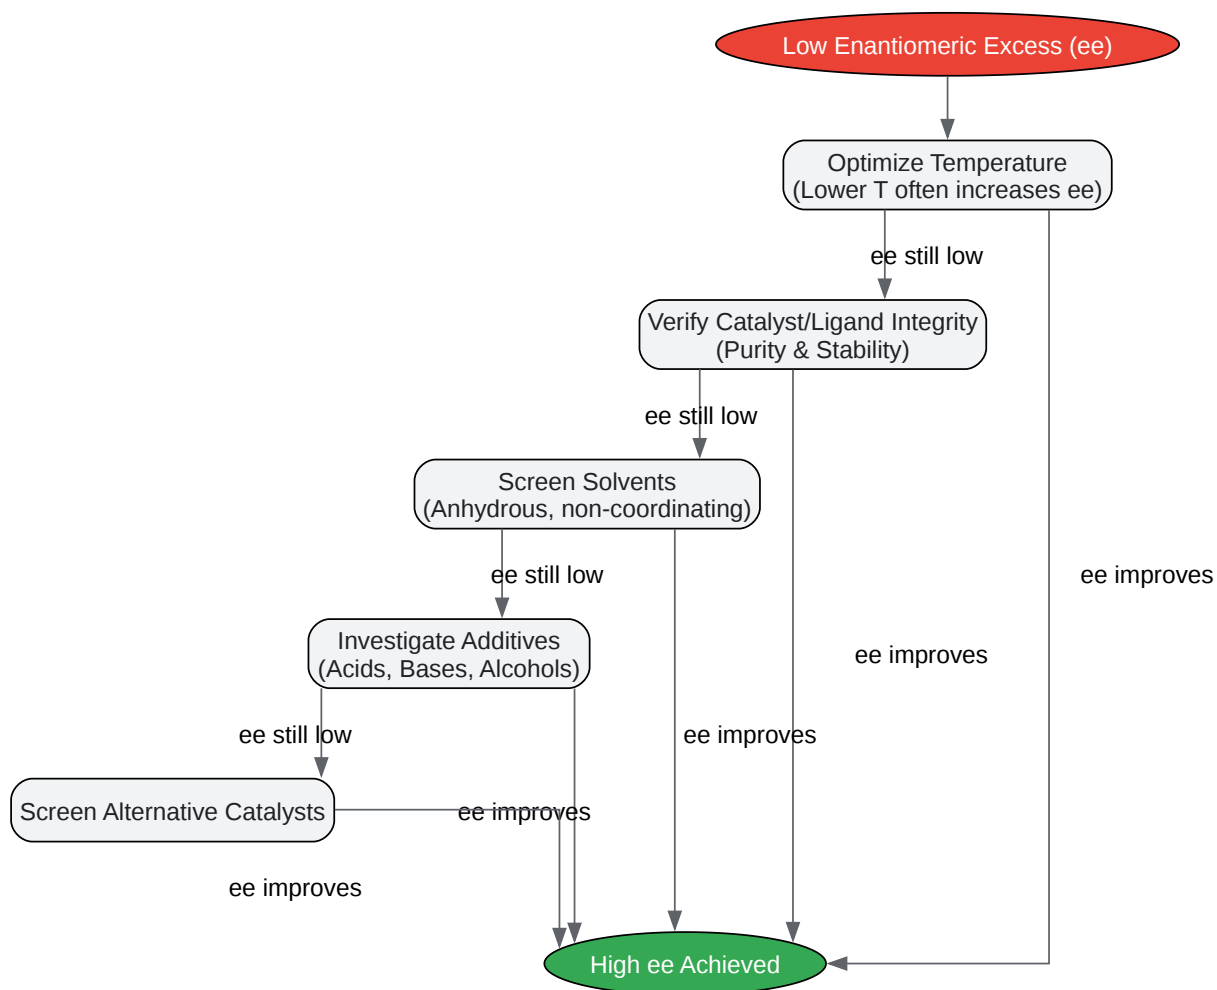 Low Enantiomeric Excess (ee)
Optimize Temperature
(Lower T often increases ee)
ee still low
Verify Catalyst/Ligand Integrity
(Purity & Stability)
ee still low
Screen Solvents
(Anhydrous, non-coordinating)
ee still low
ee improves
Investigate Additives
(Acids, Bases, Alcohols)
ee improves
ee still low
ee improves
Screen Alternative Catalysts
ee improves
ee improves
High ee Achieved